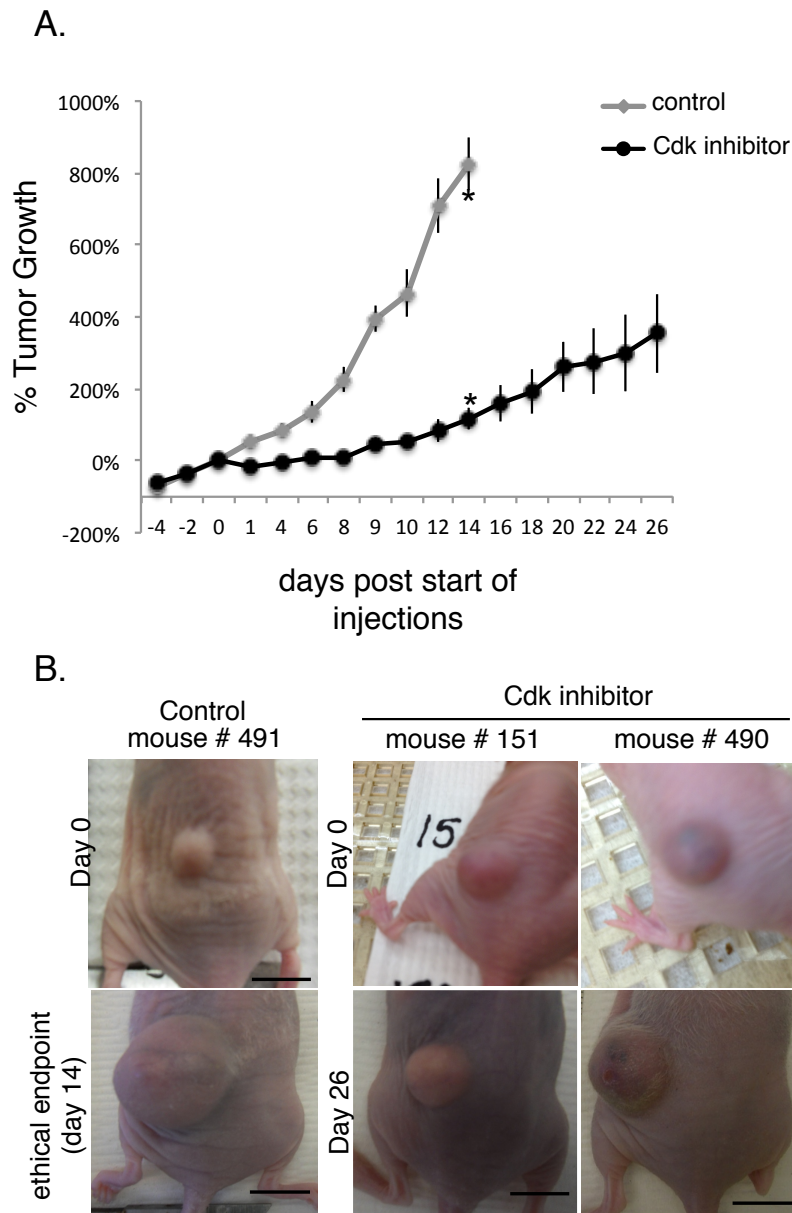 A.
1000%
800%
600%
400%
200%
0%
-200%
% Tumor Growth
control
Cdk inhibitor
*
*
-4 -2 0 1 4 6 8 9 10 12 14 16 18 20 22 24 26
days post start of
injections
B.
Control
mouse # 491
Cdk inhibitor
mouse # 151
mouse # 490
Day 0
Day 0
15
ethical endpoint
(day 14)
Day 26